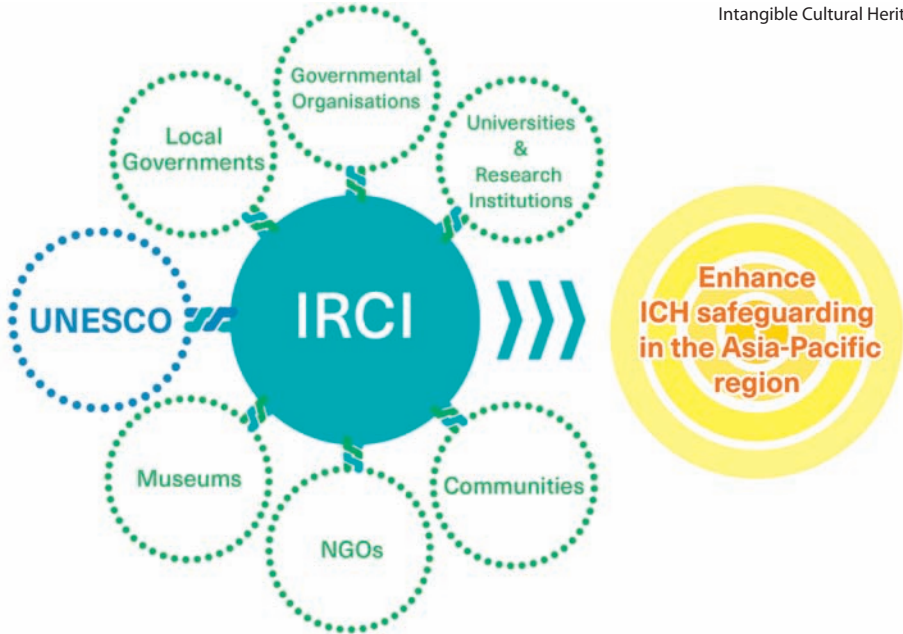 Intangible Cultural Herit
Governmental
Organisations
Local
Governments
Universities
&
Research
Institutions
UNESCO
IRCI
Enhance
ICH safeguarding
in the Asia-Pacific
region
Museums
NGOs
Communities